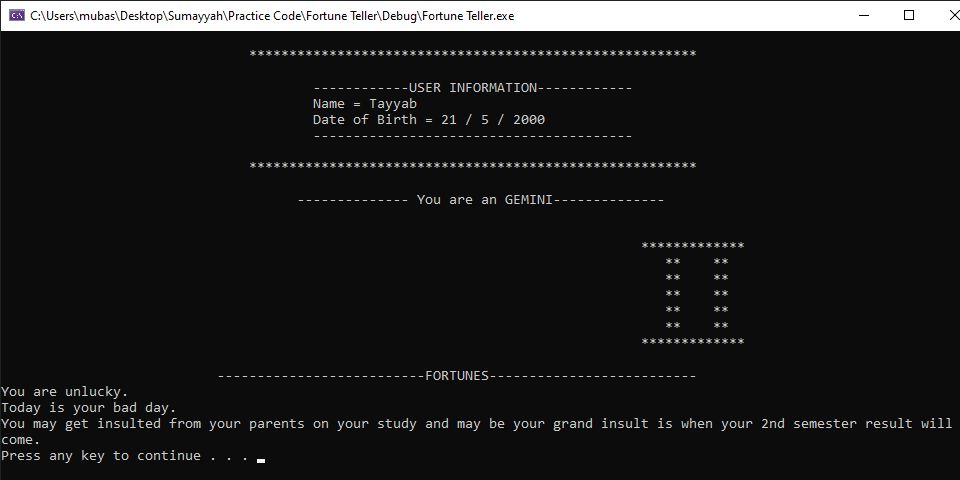 C:\Users\mubas\Desktop\Sumayyah\Practice Code\Fortune Teller\Debug\Fortune Teller.exe
********************************************************
------------USER INFORMATION------------
Name = Tayyab
Date of Birth = 21 / 5 / 2000
----------------------------------------
********************************************************
-------------- You are an GEMINI--------------
*************
**    **
**    **
**    **
**    **
**    **
*************
--------------------------FORTUNES--------------------------
You are unlucky.
Today is your bad day.
You may get insulted from your parents on your study and may be your grand insult is when your 2nd semester result will
come.
Press any key to continue . . .